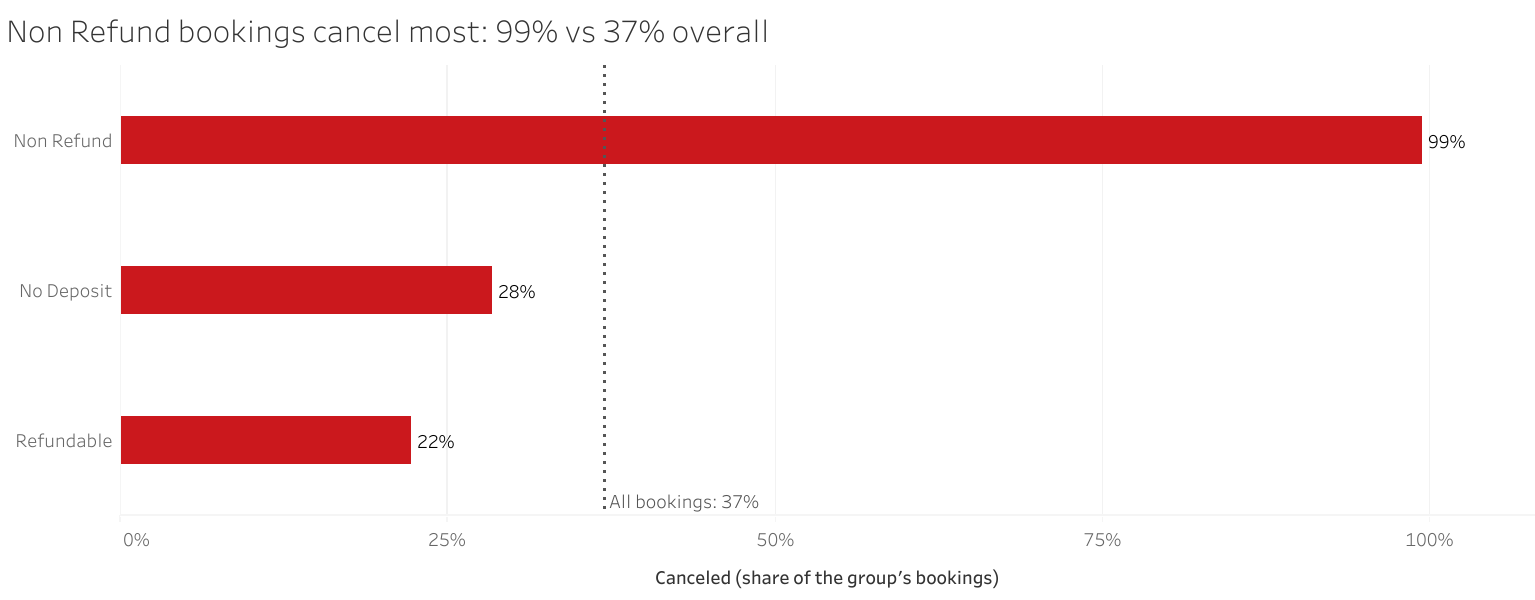 Non Refund bookings cancel most: 99% vs 37% overall
Non Refund
99%
No Deposit
28%
Refundable
22%
All bookings: 37%
0%
25%
50%
75%
100%
Canceled (share of the group’s bookings)